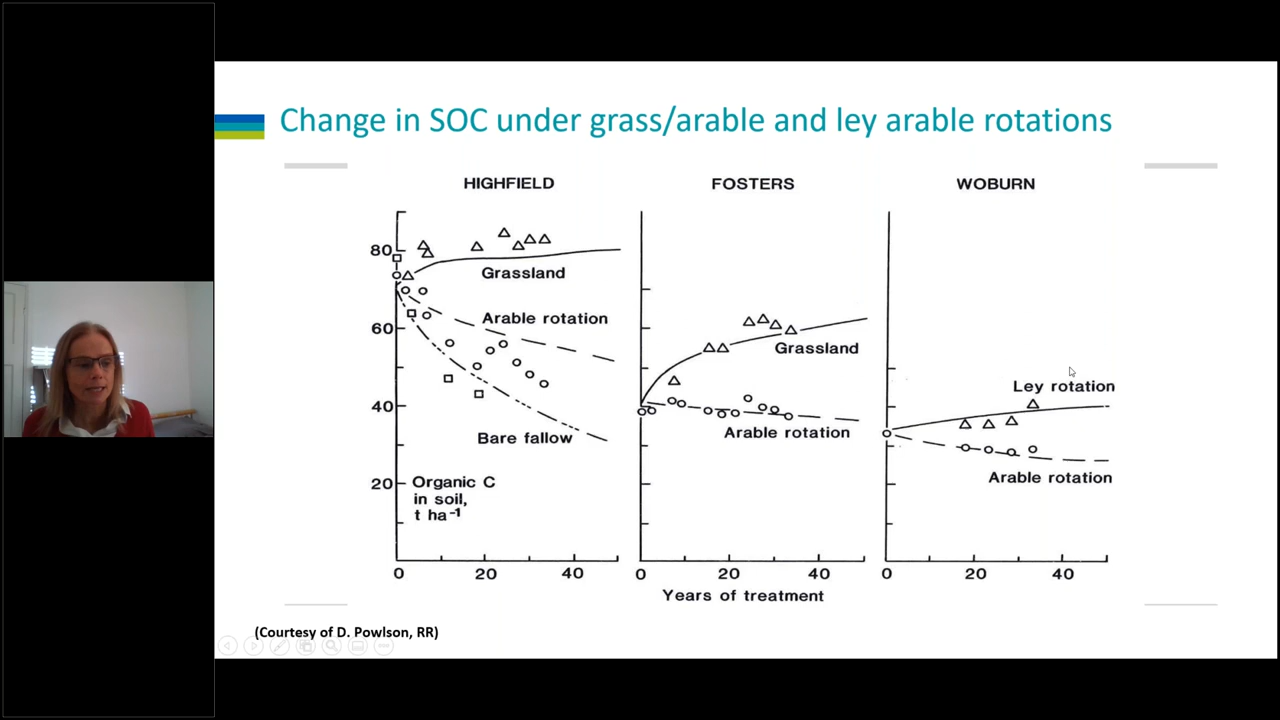 Change in SOC under grass/arable and ley arable rotations
HIGHFIELD
FOSTERS
WOBURN
80
60
40
20
Grassland
Arable rotation
Bare fallow
Organic C
in soil,
t ha⁻¹
Grassland
Arable rotation
Ley rotation
Arable rotation
0 20 40
0 20 40
0 20 40
Years of treatment
(Courtesy of D. Powlson, RR)